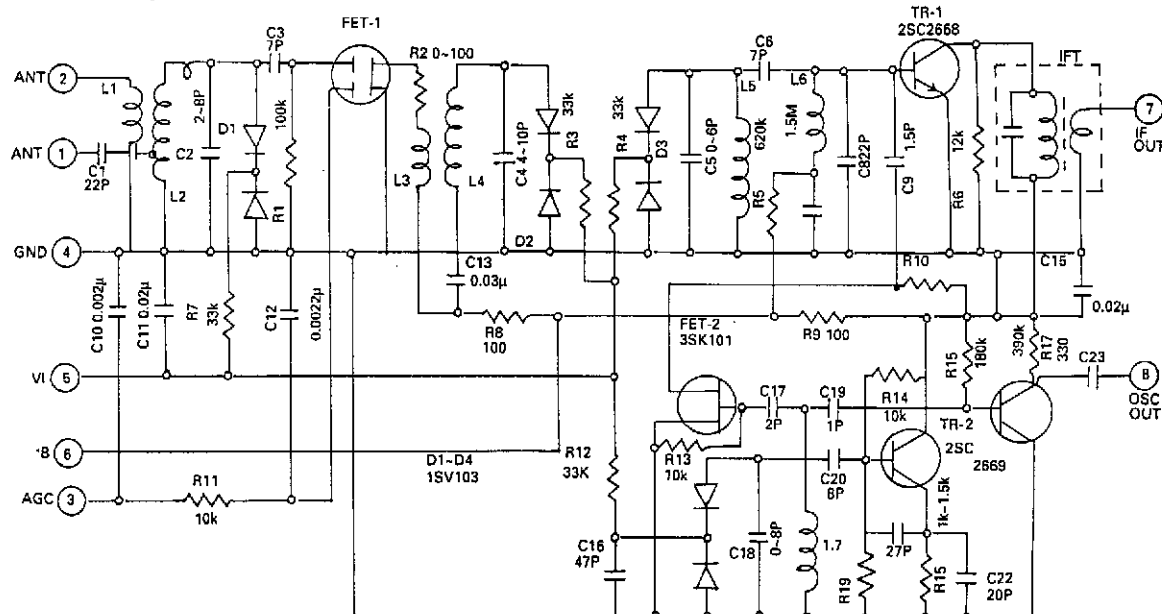 TR-1
2SC2668
FET-1
C3
7P
C6
7P
IFT
R2 0~100
ANT 2
L1
2~8P
100k
D1
33k
33k
R3
R4
D3
L5
L6
1.5M
620k
1.5P
12k
7
IF
OUT
ANT 1
C1
22P
C2
L2
R1
L3
L4
C4 4~10P
C5 0~6P
R5
C822P
C9
R6
D2
GND 4
C13
0.03μ
R10
C15
0.02μ
C10 0.002μ
C11 0.02μ
R7
33k
C12
0.0022μ
R8
100
FET-2
3SK101
R9 100
R15
180k
390k
R17
330
C23
8
OSC
OUT
VI 5
C17
2P
C19
1P
R14
10k
TR-2
2SC
2669
B 6
D1~D4
1SV103
R12
33K
R13
10k
C20
6P
1k~1.5k
AGC 3
R11
10k
C16
47P
C18
0~8P
1.7
27P
R19
R15
C22
20P